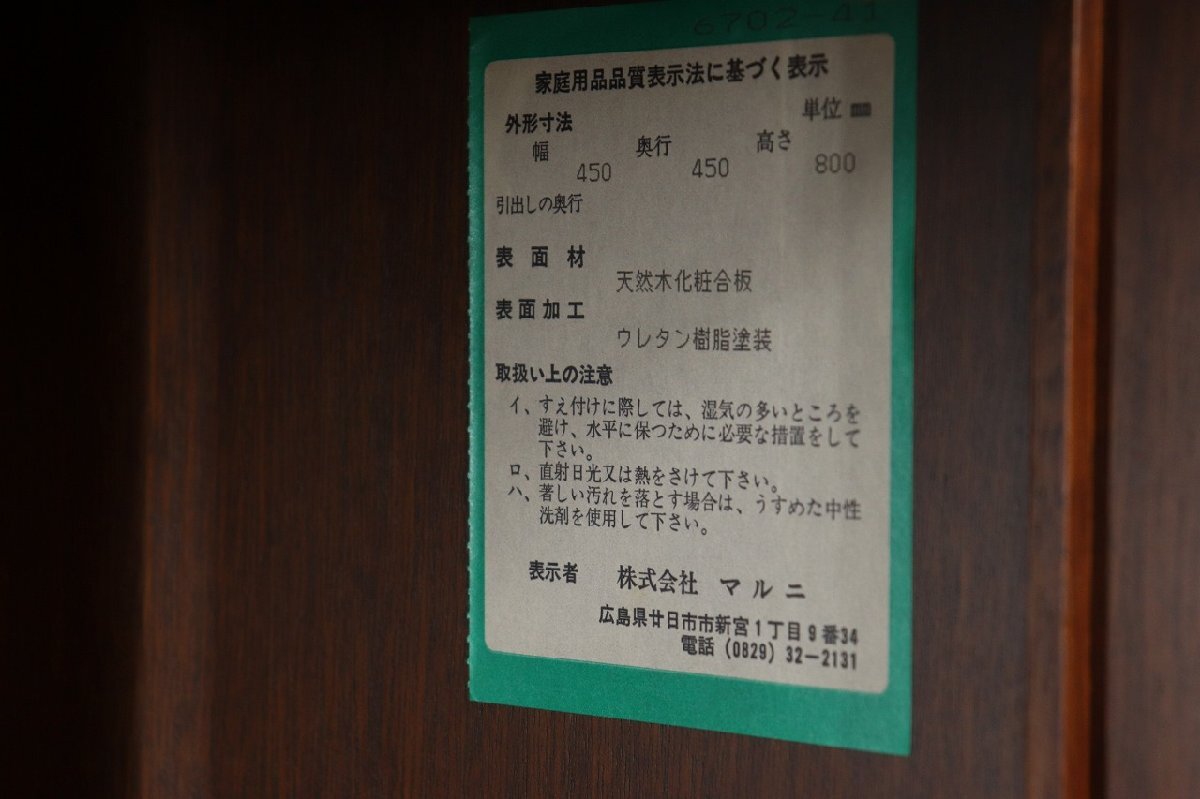 6702-41
家庭用品品質表示法に基づく表示
単位 ㎜
外形寸法
幅 奥行 高さ
450 450 800
引出しの奥行
表面材
天然木化粧合板
表面加工
ウレタン樹脂塗装
取扱い上の注意
イ、すえ付けに際しては、湿気の多いところを
避け、水平に保つために必要な措置をして
下さい。
ロ、直射日光又は熱をさけて下さい。
ハ、著しい汚れを落とす場合は、うすめた中性
洗剤を使用して下さい。
表示者 株式会社 マルニ
広島県廿日市市新宮1丁目9番34
電話 (0829) 32-2131